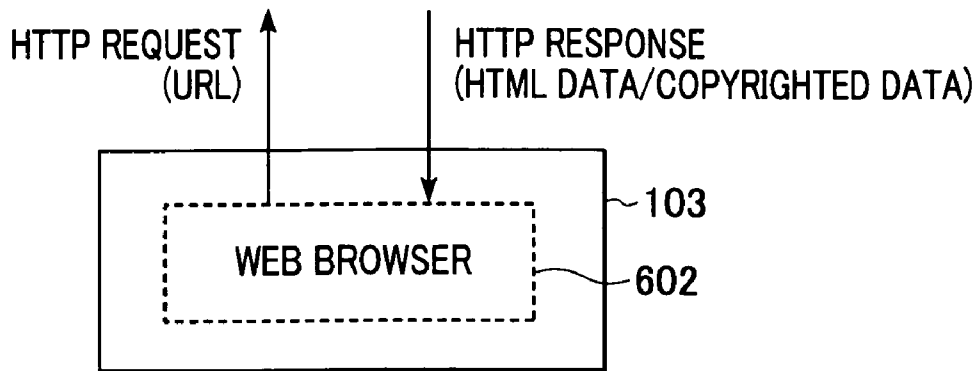 HTTP REQUEST
(URL)
HTTP RESPONSE
(HTML DATA/COPYRIGHTED DATA)
103
WEB BROWSER
602